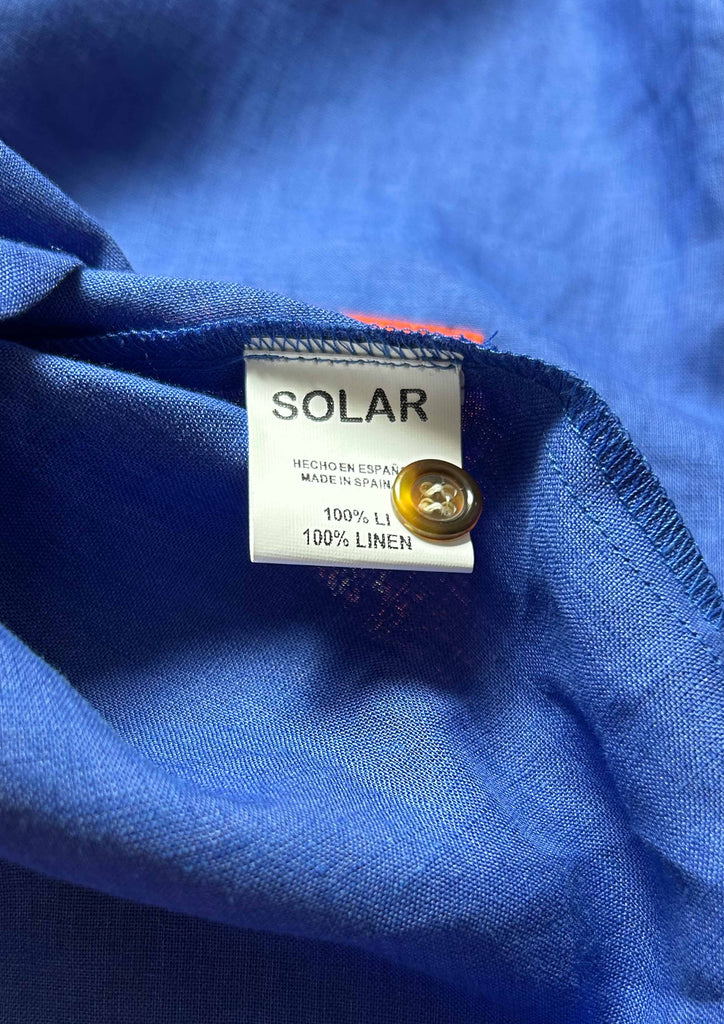 SOLAR
HECHO EN ESPAÑ
MADE IN SPAIN
100% LI
100% LINEN